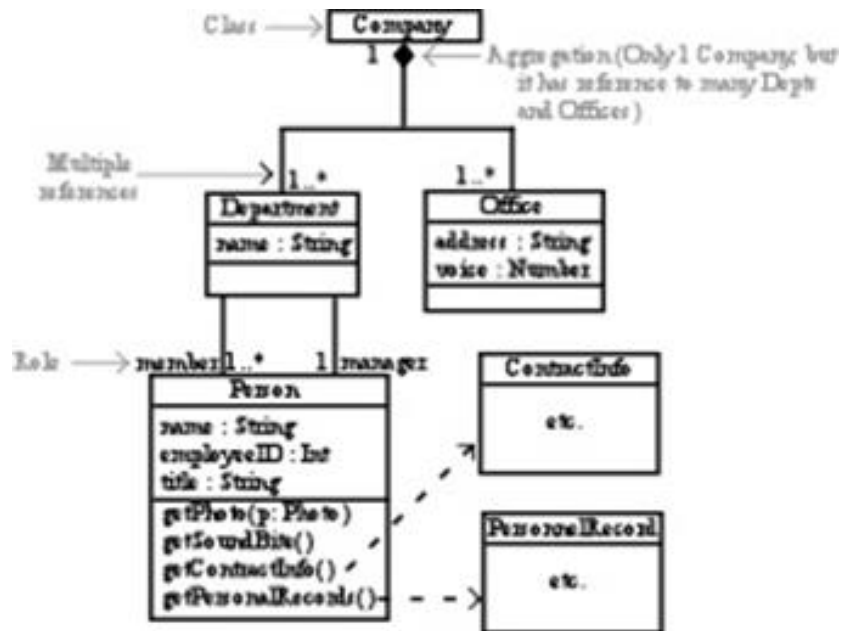 Class
Company
1
Aggregation (Only 1 Company, but
it has reference to many Depts
and Offices)
Multiple
references
1..*
1..*
Department
name : String
Office
address : String
voice : Number
Role
member
1..*
1
manager
Person
name : String
employeeID : Int
title : String
getPhoto(p: Photo)
getSoundBite()
getContractInfo()
getPersonalRecords()
ContractInfo
etc.
PersonnelRecord
etc.